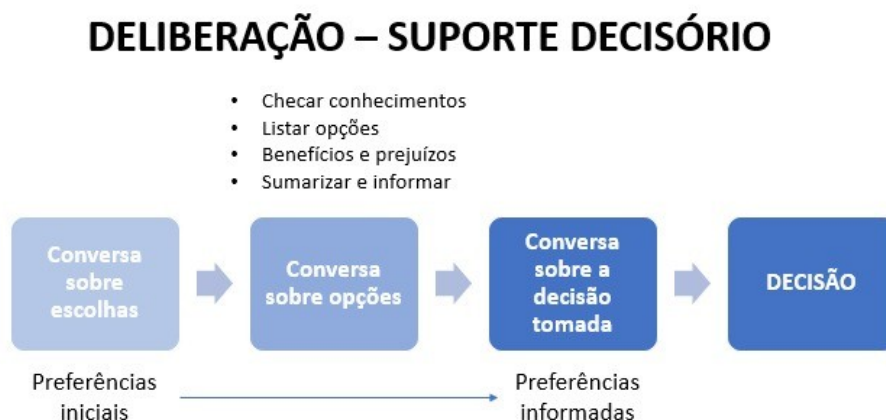 DELIBERAÇÃO – SUPORTE DECISÓRIO
• Checar conhecimentos
• Listar opções
• Benefícios e prejuízos
• Sumarizar e informar
Conversa
sobre
escolhas
Conversa
sobre opções
Conversa
sobre a
decisão
tomada
DECISÃO
Preferências
iniciais
Preferências
informadas